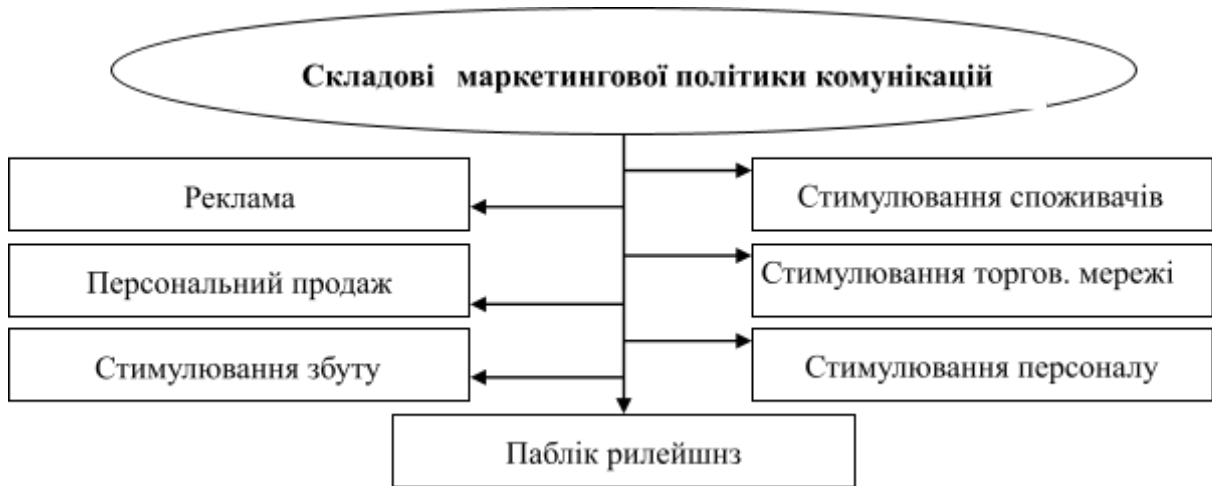 Складові маркетингової політики комунікацій
Реклама
Стимулювання споживачів
Персональний продаж
Стимулювання торгов. мережі
Стимулювання збуту
Стимулювання персоналу
Паблік рилейшнз